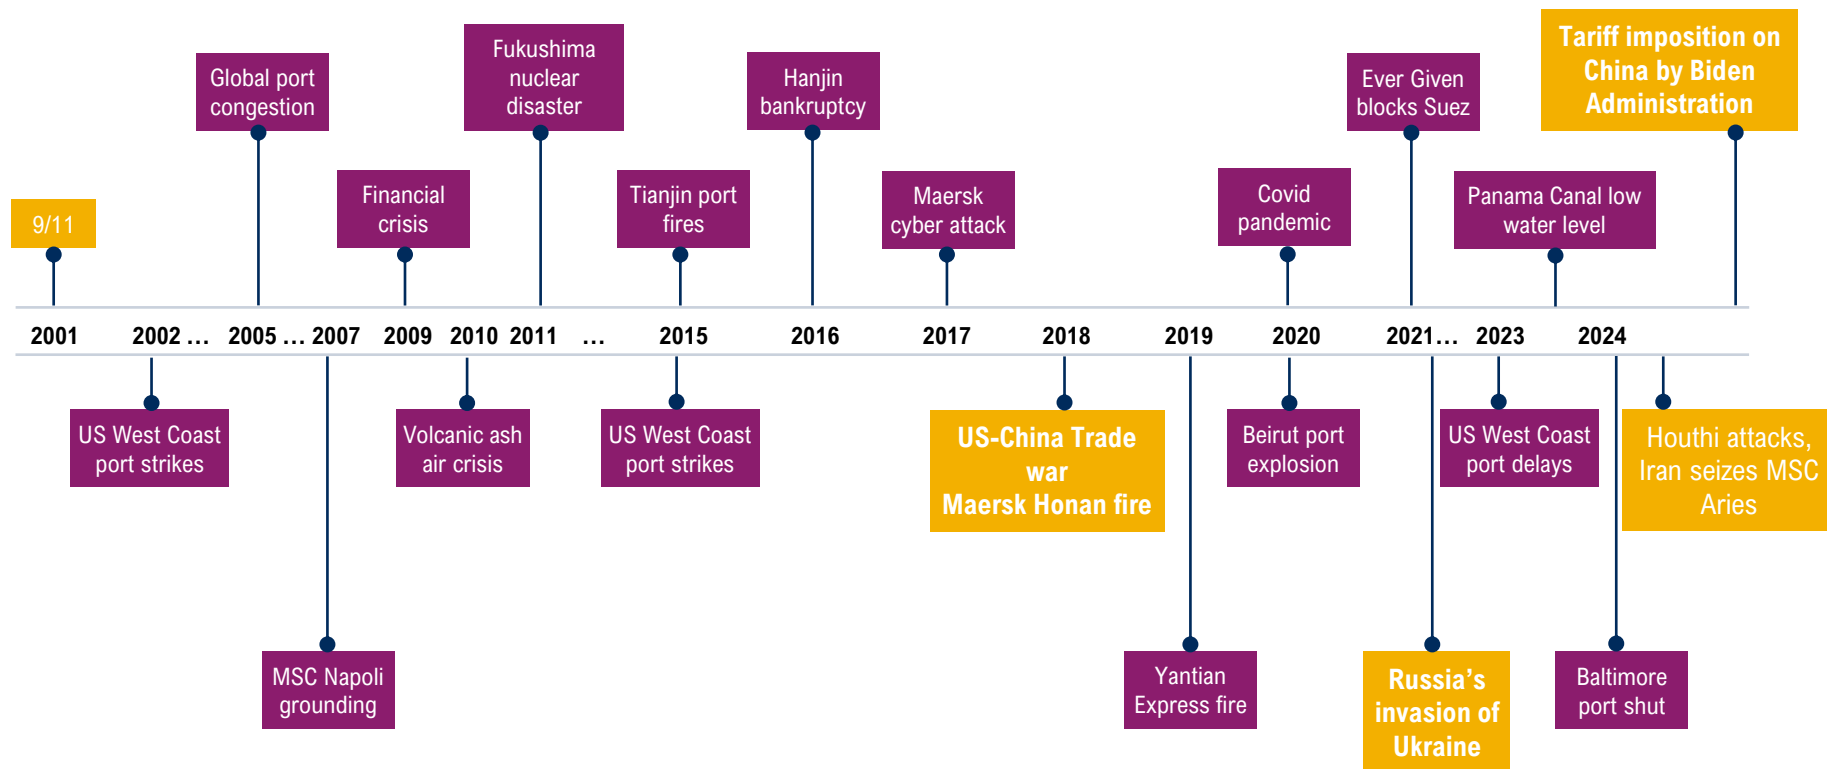 Tariff imposition on
China by Biden
Administration
Fukushima
nuclear
disaster
Global port
congestion
Hanjin
bankruptcy
Ever Given
blocks Suez
9/11
Financial
crisis
Tianjin port
fires
Maersk
cyber attack
Covid
pandemic
Panama Canal low
water level
2001 2002 ... 2005 ... 2007 2009 2010 2011 ... 2015 2016 2017 2018 2019 2020 2021... 2023 2024
US West Coast
port strikes
Volcanic ash
air crisis
US West Coast
port strikes
US-China Trade
war
Maersk Honan fire
Beirut port
explosion
US West Coast
port delays
Houthi attacks,
Iran seizes MSC
Aries
MSC Napoli
grounding
Yantian
Express fire
Russia's
invasion of
Ukraine
Baltimore
port shut